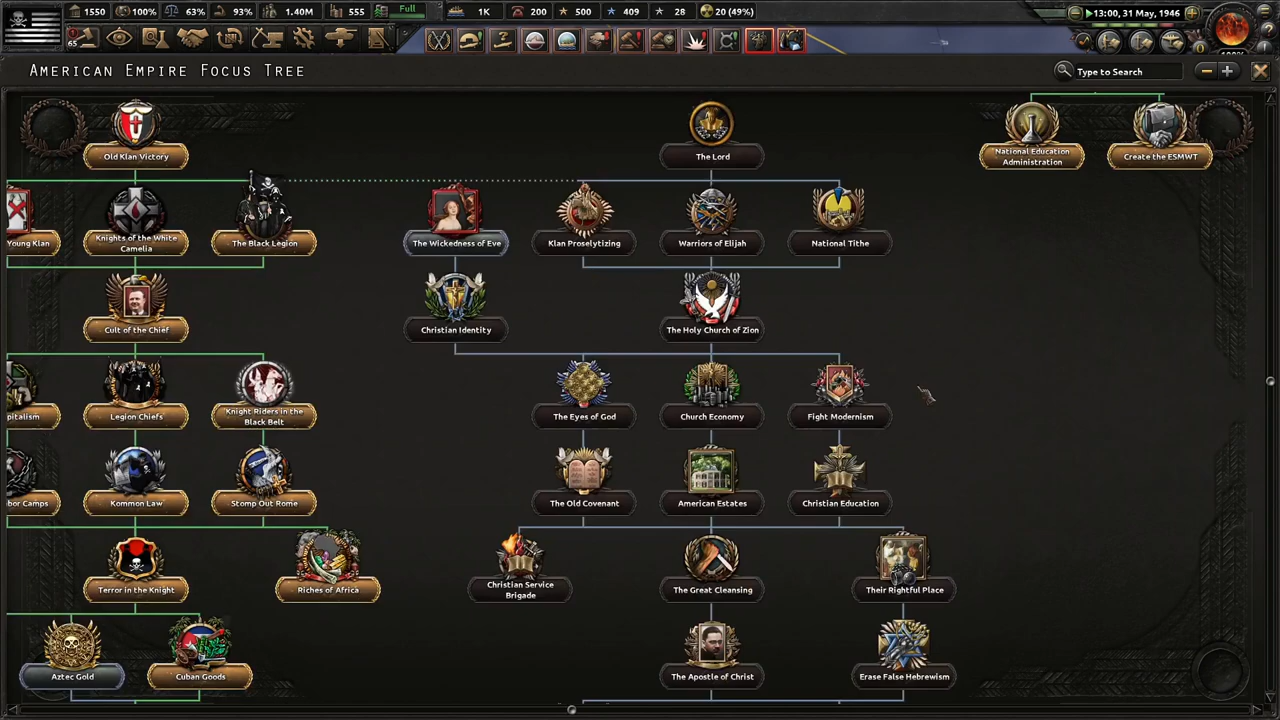 1550 100% 63% 93% 1.40M 555 Full 1K 200 500 409 28 20 (49%) 13:00, 31 May, 1946
65 4% 0 100%
American Empire Focus Tree Type to Search
Old Klan Victory
The Lord
National Education
Administration
Create the ESMWT
Young Klan
Knights of the White
Camelia
The Black Legion
The Wickedness of Eve
Klan Proselytizing
Warriors of Elijah
National Tithe
Cult of the Chief
Christian Identity
The Holy Church of Zion
pitalism
Legion Chiefs
Knight Riders in the
Black Belt
The Eyes of God
Church Economy
Fight Modernism
bor Camps
Kommon Law
Stomp Out Rome
The Old Covenant
American Estates
Christian Education
Terror in the Knight
Riches of Africa
Christian Service
Brigade
The Great Cleansing
Their Rightful Place
Aztec Gold
Cuban Goods
The Apostle of Christ
Erase False Hebrewism